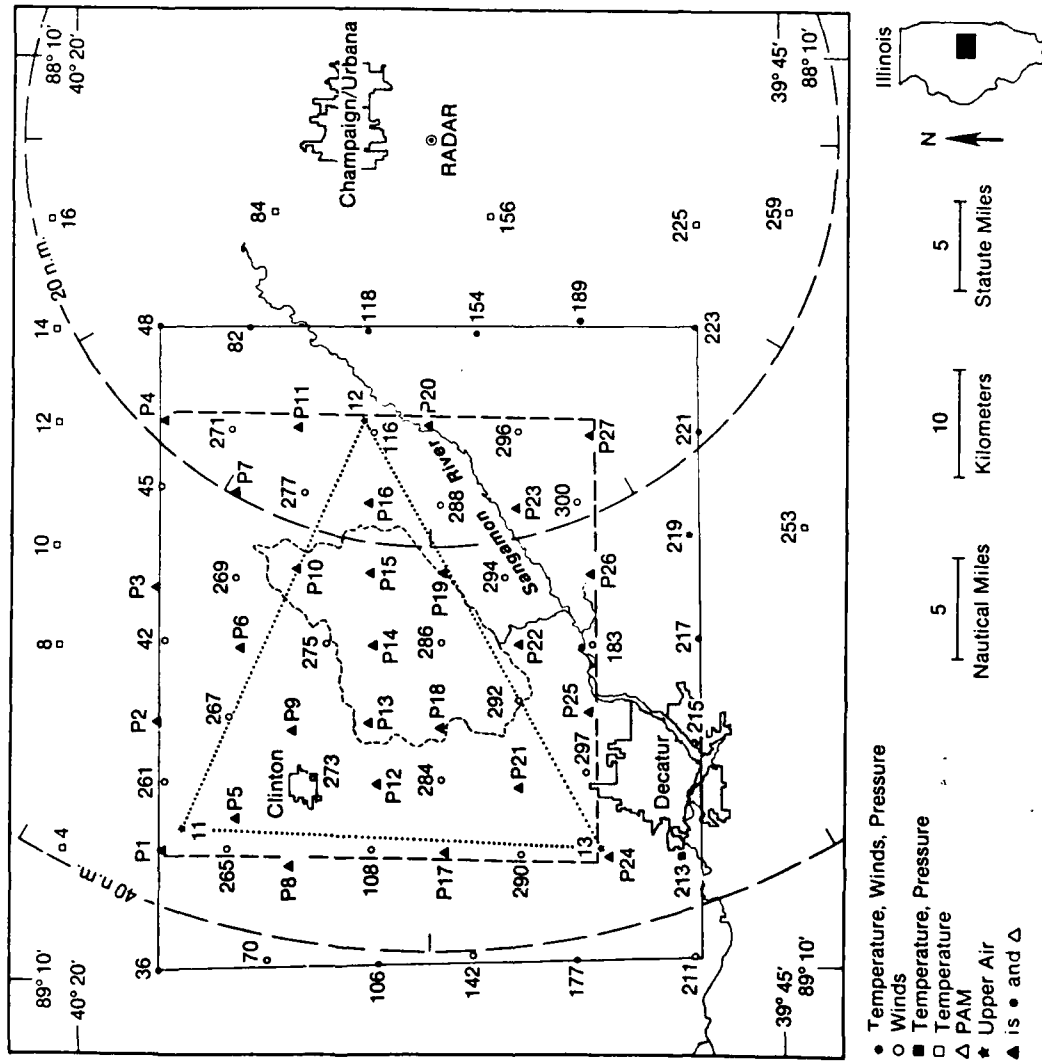 89° 10'
88° 10'
40° 20'
40° 20'
4
8
10
12
14
16
40 n.m.
20 n.m.
36
P1
261
P2
42
P3
45
P4
48
11
265
P5
267
P6
269
P7
271
82
84
70
P8
Clinton
273
P9
275
P10
277
P11
Champaign/Urbana
106
108
P12
P13
P14
P15
P16
12
116
118
RADAR
142
P17
284
P18
286
P19
288
P20
154
156
Sangamon River
290
P21
292
P22
294
P23
296
177
13
P24
297
P25
183
P26
300
P27
189
211
213
Decatur
215
217
219
221
223
225
253
259
39° 45'
89° 10'
39° 45'
88° 10'
• Temperature, Winds, Pressure
○ Winds
■ Temperature, Pressure
□ Temperature
△ PAM
★ Upper Air
▲ is • and △
5
Nautical Miles
10
Kilometers
5
Statute Miles
N
Illinois